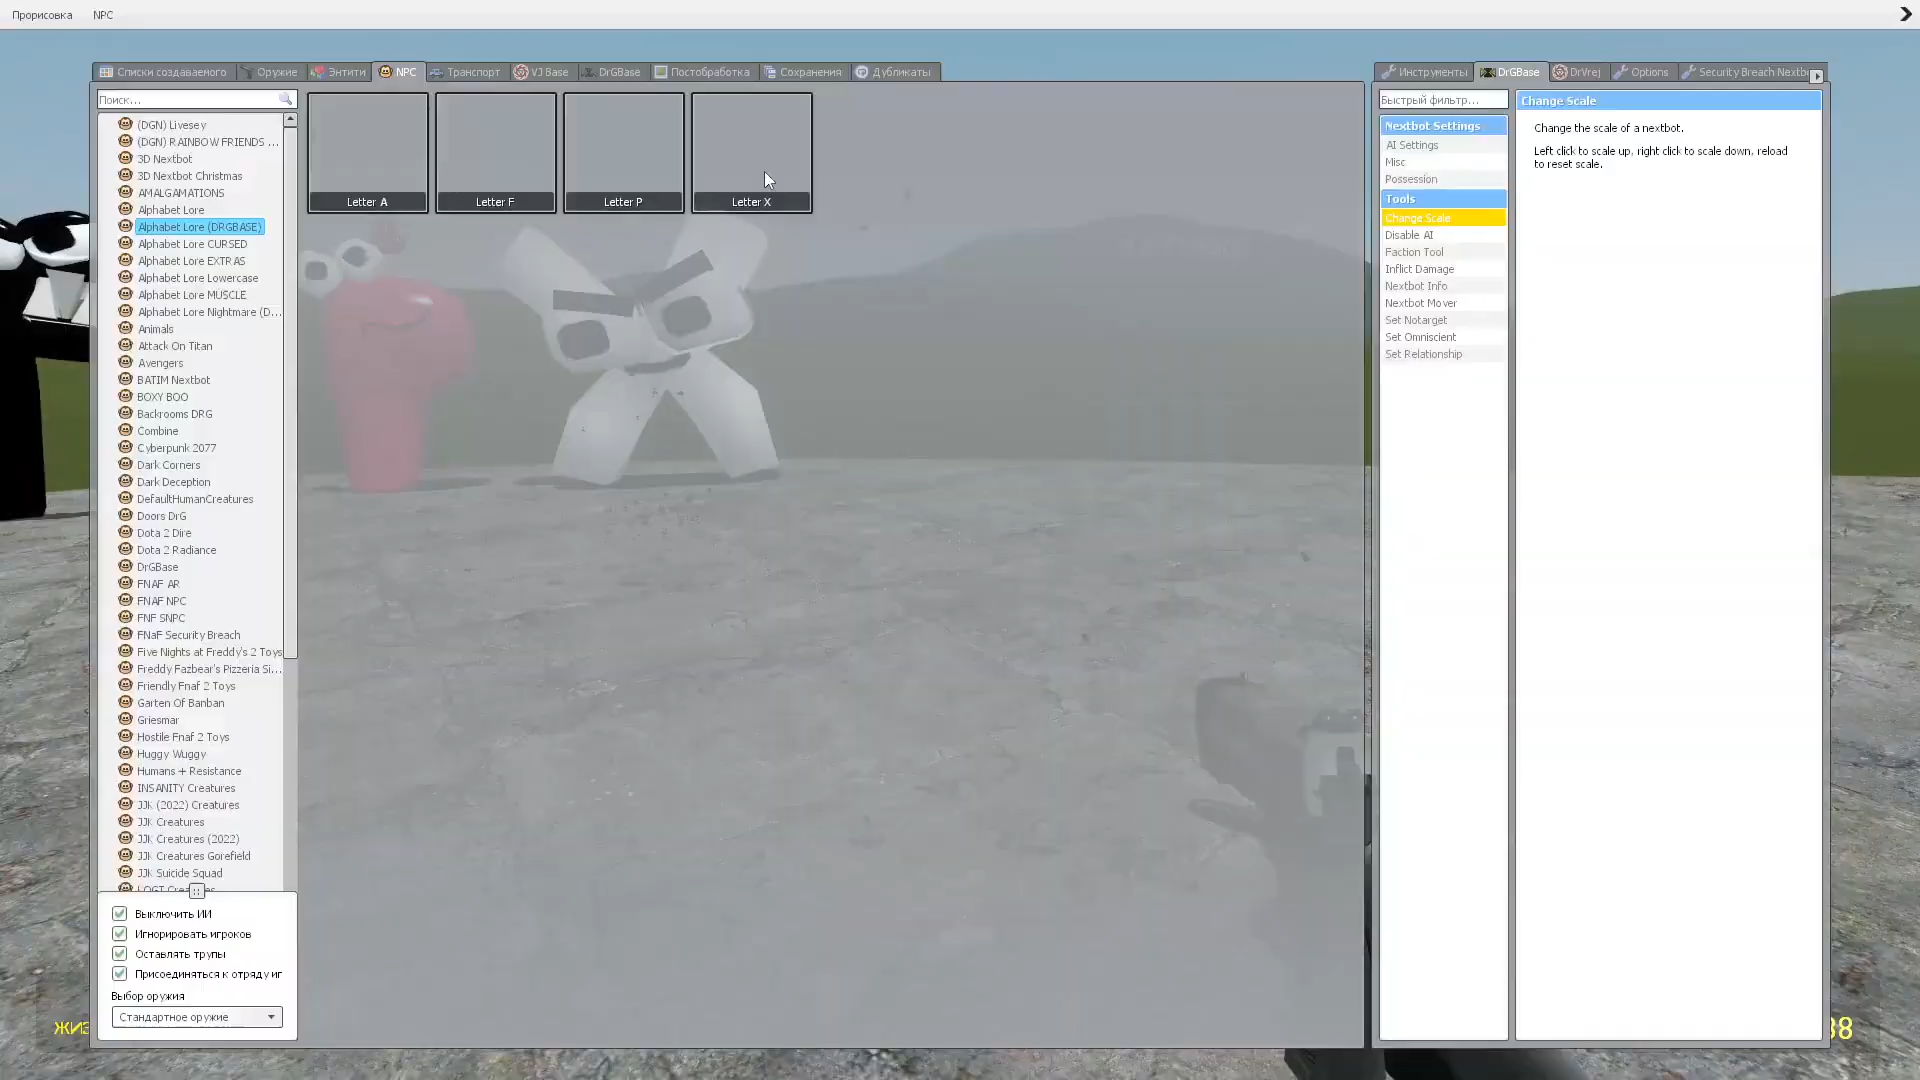 Прорисовка NPC
Списки создаваемого Оружие Энтити NPC Транспорт VJ Base DrGBase Постобработка Сохранения Дубликаты
Инструменты DrGBase DrVrej Options Security Breach Nextb
Поиск...
(DGN) Livesey
(DGN) RAINBOW FRIENDS ...
3D Nextbot
3D Nextbot Christmas
AMALGAMATIONS
Alphabet Lore
Alphabet Lore (DRGBASE)
Alphabet Lore CURSED
Alphabet Lore EXTRAS
Alphabet Lore Lowercase
Alphabet Lore MUSCLE
Alphabet Lore Nightmare (D...
Animals
Attack On Titan
Avengers
BATIM Nextbot
BOXY BOO
Backrooms DRG
Combine
Cyberpunk 2077
Dark Corners
Dark Deception
DefaultHumanCreatures
Doors DrG
Dota 2 Dire
Dota 2 Radiance
DrGBase
FNAF AR
FNAF NPC
FNF SNPC
FNaF Security Breach
Five Nights at Freddy's 2 Toys
Freddy Fazbear's Pizzeria Si...
Friendly Fnaf 2 Toys
Garten Of Banban
Griesmar
Hostile Fnaf 2 Toys
Huggy Wuggy
Humans + Resistance
INSANITY Creatures
JJK (2022) Creatures
JJK Creatures
JJK Creatures (2022)
JJK Creatures Gorefield
JJK Suicide Squad
Выключить ИИ
Игнорировать игроков
Оставлять трупы
Присоединяться к отряду иг
Выбор оружия
Стандартное оружие
Letter A Letter F Letter P Letter X
Быстрый фильтр...
Nextbot Settings
AI Settings
Misc
Possession
Tools
Change Scale
Disable AI
Faction Tool
Inflict Damage
Nextbot Info
Nextbot Mover
Set Notarget
Set Omniscient
Set Relationship
Change Scale
Change the scale of a nextbot.
Left click to scale up, right click to scale down, reload
to reset scale.